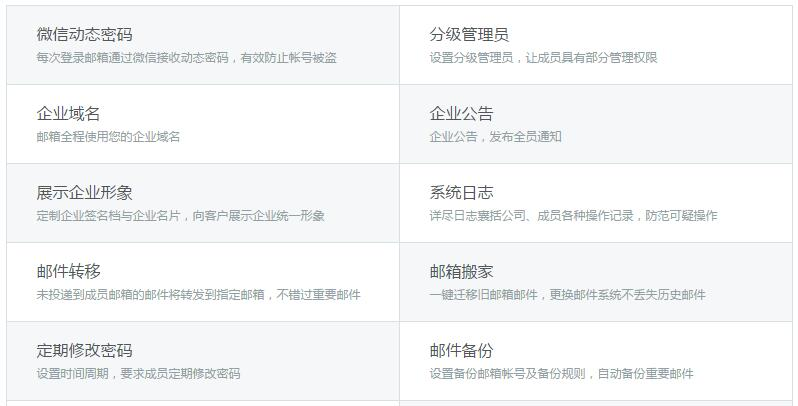 微信动态密码
每次登录邮箱通过微信接收动态密码，有效防止帐号被盗
分级管理员
设置分级管理员，让成员具有部分管理权限
企业域名
邮箱全程使用您的企业域名
企业公告
企业公告，发布全员通知
展示企业形象
定制企业签名档与企业名片，向客户展示企业统一形象
系统日志
详尽日志囊括公司、成员各种操作记录，防范可疑操作
邮件转移
未投递到成员邮箱的邮件将转发到指定邮箱，不错过重要邮件
邮箱搬家
一键迁移旧邮箱邮件，更换邮件系统不丢失历史邮件
定期修改密码
设置时间周期，要求成员定期修改密码
邮件备份
设置备份邮箱帐号及备份规则，自动备份重要邮件